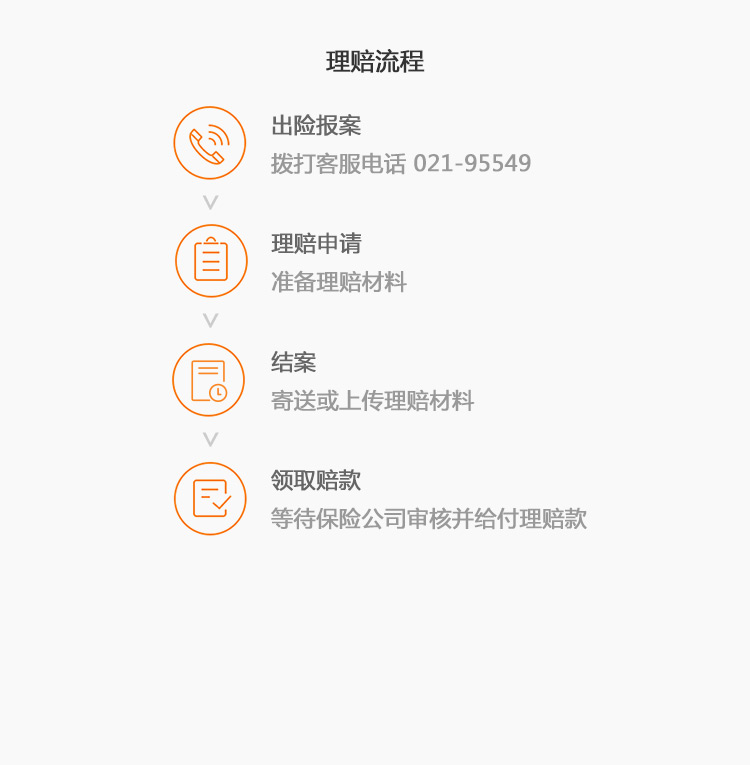 理赔流程
出险报案
拨打客服电话 021-95549
理赔申请
准备理赔材料
结案
寄送或上传理赔材料
领取赔款
等待保险公司审核并给付理赔款